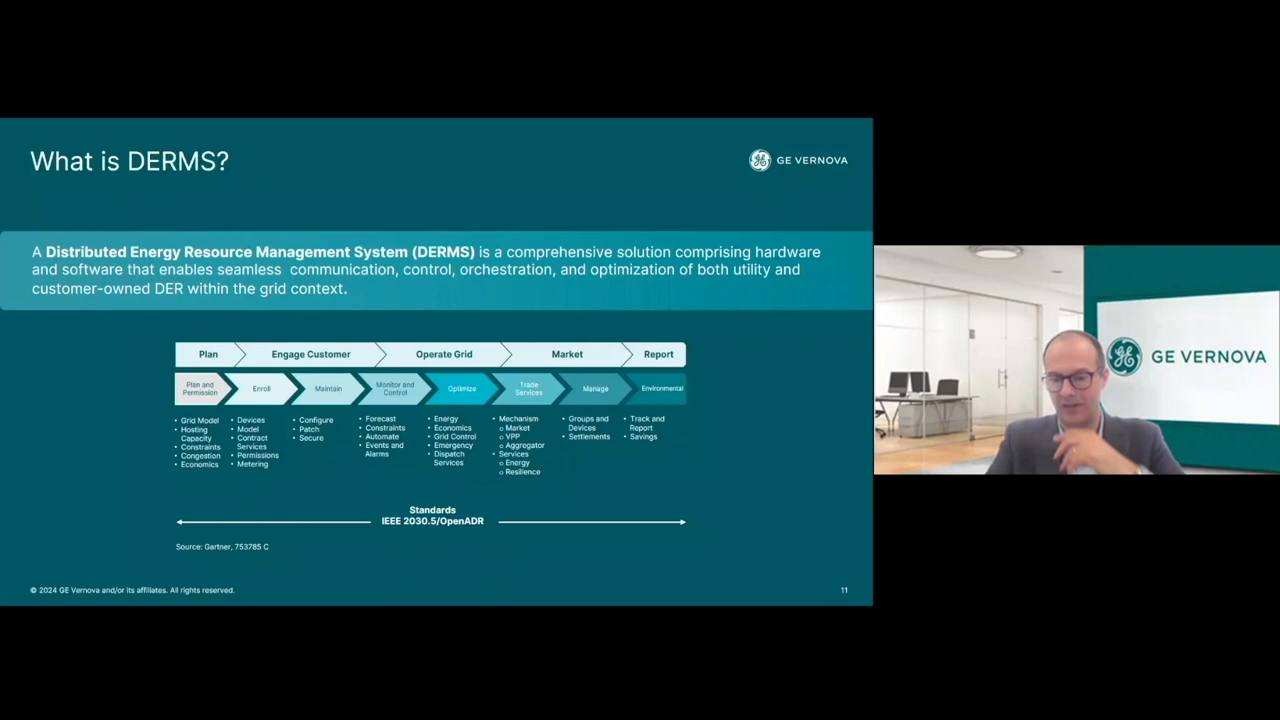 What is DERMS?
GE VERNOVA
A Distributed Energy Resource Management System (DERMS) is a comprehensive solution comprising hardware
and software that enables seamless communication, control, orchestration, and optimization of both utility and
customer-owned DER within the grid context.
Plan
Engage Customer
Operate Grid
Market
Report
Plan and
Permission
Enroll
Maintain
Monitor and
Control
Optimize
Trade
Services
Manage
Environmental
• Grid Model
• Hosting
Capacity
Constraints
• Congestion
• Economics
• Devices
• Model
• Contract
Services
• Permissions
• Metering
• Configure
• Patch
• Secure
• Forecast
• Constraints
• Automate
• Events and
Alarms
• Energy
• Economics
• Grid Control
• Emergency
• Dispatch
Services
• Mechanism
o Market
o VPP
o Aggregator
• Services
o Energy
o Resilience
• Groups and
Devices
• Settlements
• Track and
Report
• Savings
Standards
IEEE 2030.5/OpenADR
Source: Gartner, 753785 C
© 2024 GE Vernova and/or its affiliates. All rights reserved.
11
GE VERNOVA